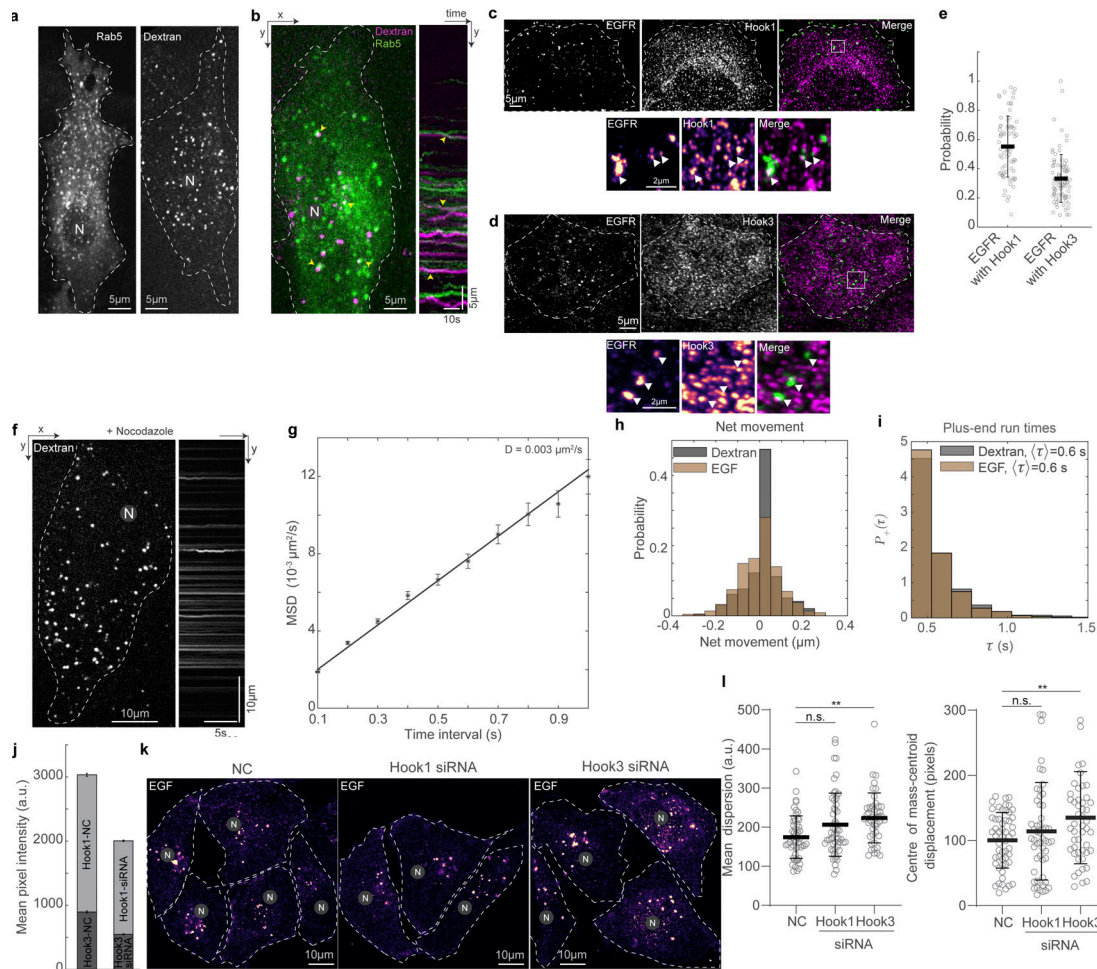 a
Rab5
Dextran
N
N
5µm
5µm
b
x
y
Dextran
Rab5
time
y
N
5µm
5µm
10s
c
EGFR
Hook1
Merge
5µm
EGFR
Hook1
Merge
2µm
d
EGFR
Hook3
Merge
5µm
EGFR
Hook3
Merge
2µm
e
Probability
1
0.8
0.6
0.4
0.2
0
EGFR
with Hook1
EGFR
with Hook3
f
x
y
+ Nocodazole
y
Dextran
N
10µm
10µm
5s
g
D = 0.003 µm²/s
MSD (10⁻³ µm²/s)
12
8
4
0.1
0.3
0.5
0.7
0.9
Time interval (s)
h
Net movement
Dextran
EGF
Probability
0.4
0.2
0
-0.4
-0.2
0
0.2
0.4
Net movement (µm)
i
Plus-end run times
Dextran, ⟨τ⟩=0.6 s
EGF, ⟨τ⟩=0.6 s
P₊(τ)
5
4
3
2
1
0
0.5
1.0
1.5
τ (s)
j
Mean pixel intensity (a.u.)
3000
2000
1000
0
Hook1-NC
Hook3-NC
Hook1-siRNA
Hook3
siRNA
k
NC
Hook1 siRNA
Hook3 siRNA
EGF
EGF
EGF
N
N
N
N
N
N
N
N
N
N
N
10µm
10µm
10µm
l
**
n.s.
Mean dispersion (a.u.)
500
400
300
200
100
0
NC
Hook1
Hook3
siRNA
**
n.s.
Centre of mass-centroid
displacement (pixels)
300
200
100
0
NC
Hook1
Hook3
siRNA